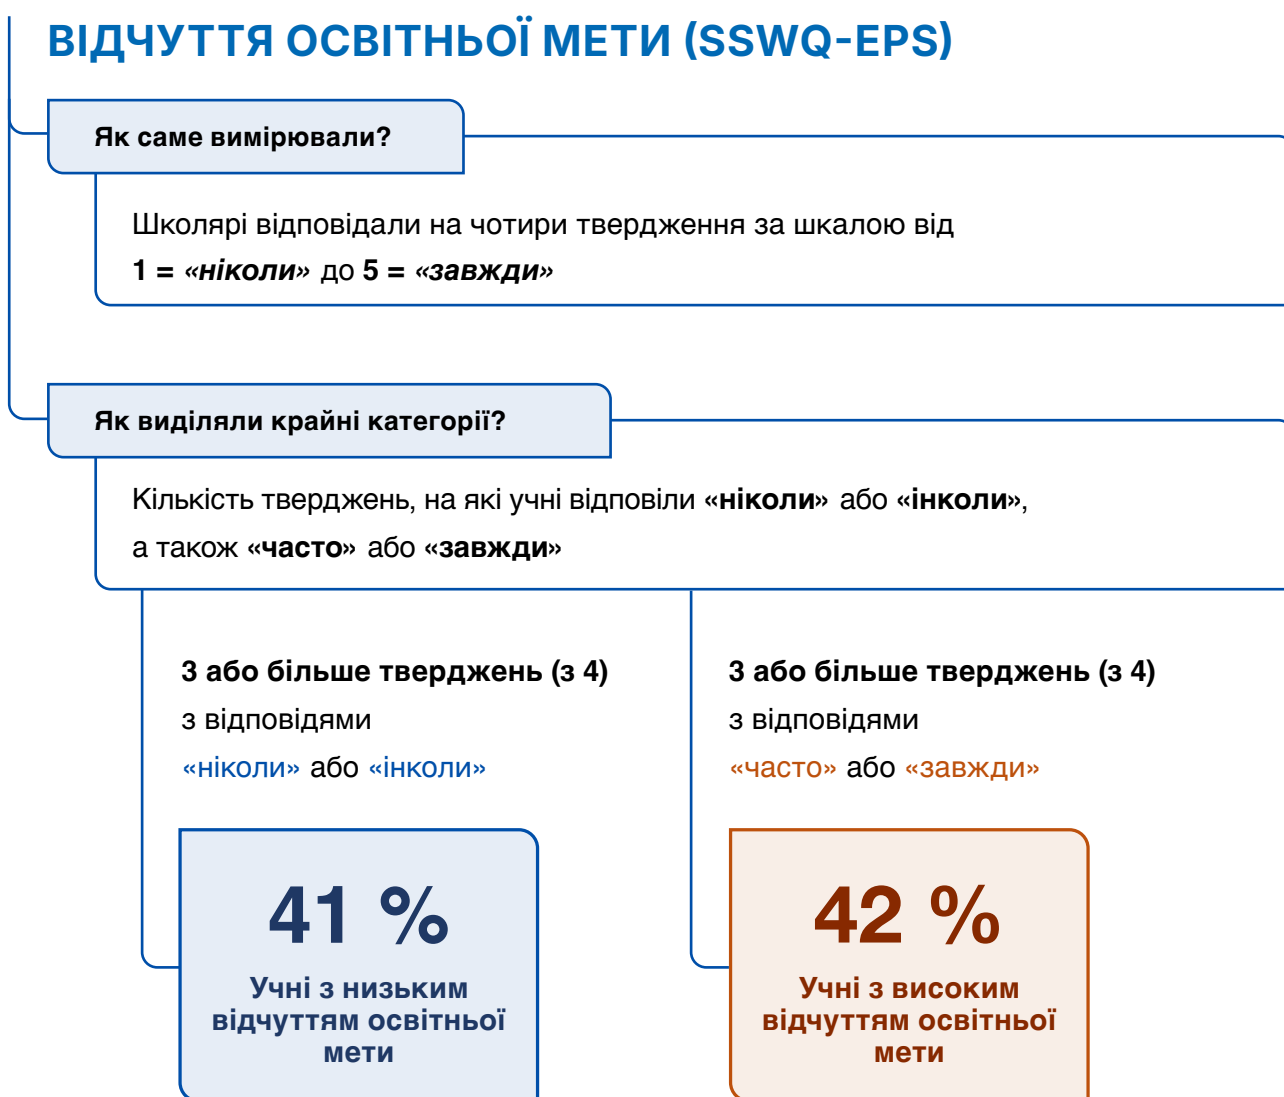 ВІДЧУТТЯ ОСВІТНЬОЇ МЕТИ (SSWQ-EPS)
Як саме вимірювали?
Школярі відповідали на чотири твердження за шкалою від
1 = «ніколи» до 5 = «завжди»
Як виділяли крайні категорії?
Кількість тверджень, на які учні відповіли «ніколи» або «інколи»,
а також «часто» або «завжди»
3 або більше тверджень (з 4)
з відповідями
«ніколи» або «інколи»
41 %
Учні з низьким
відчуттям освітньої
мети
3 або більше тверджень (з 4)
з відповідями
«часто» або «завжди»
42 %
Учні з високим
відчуттям освітньої
мети